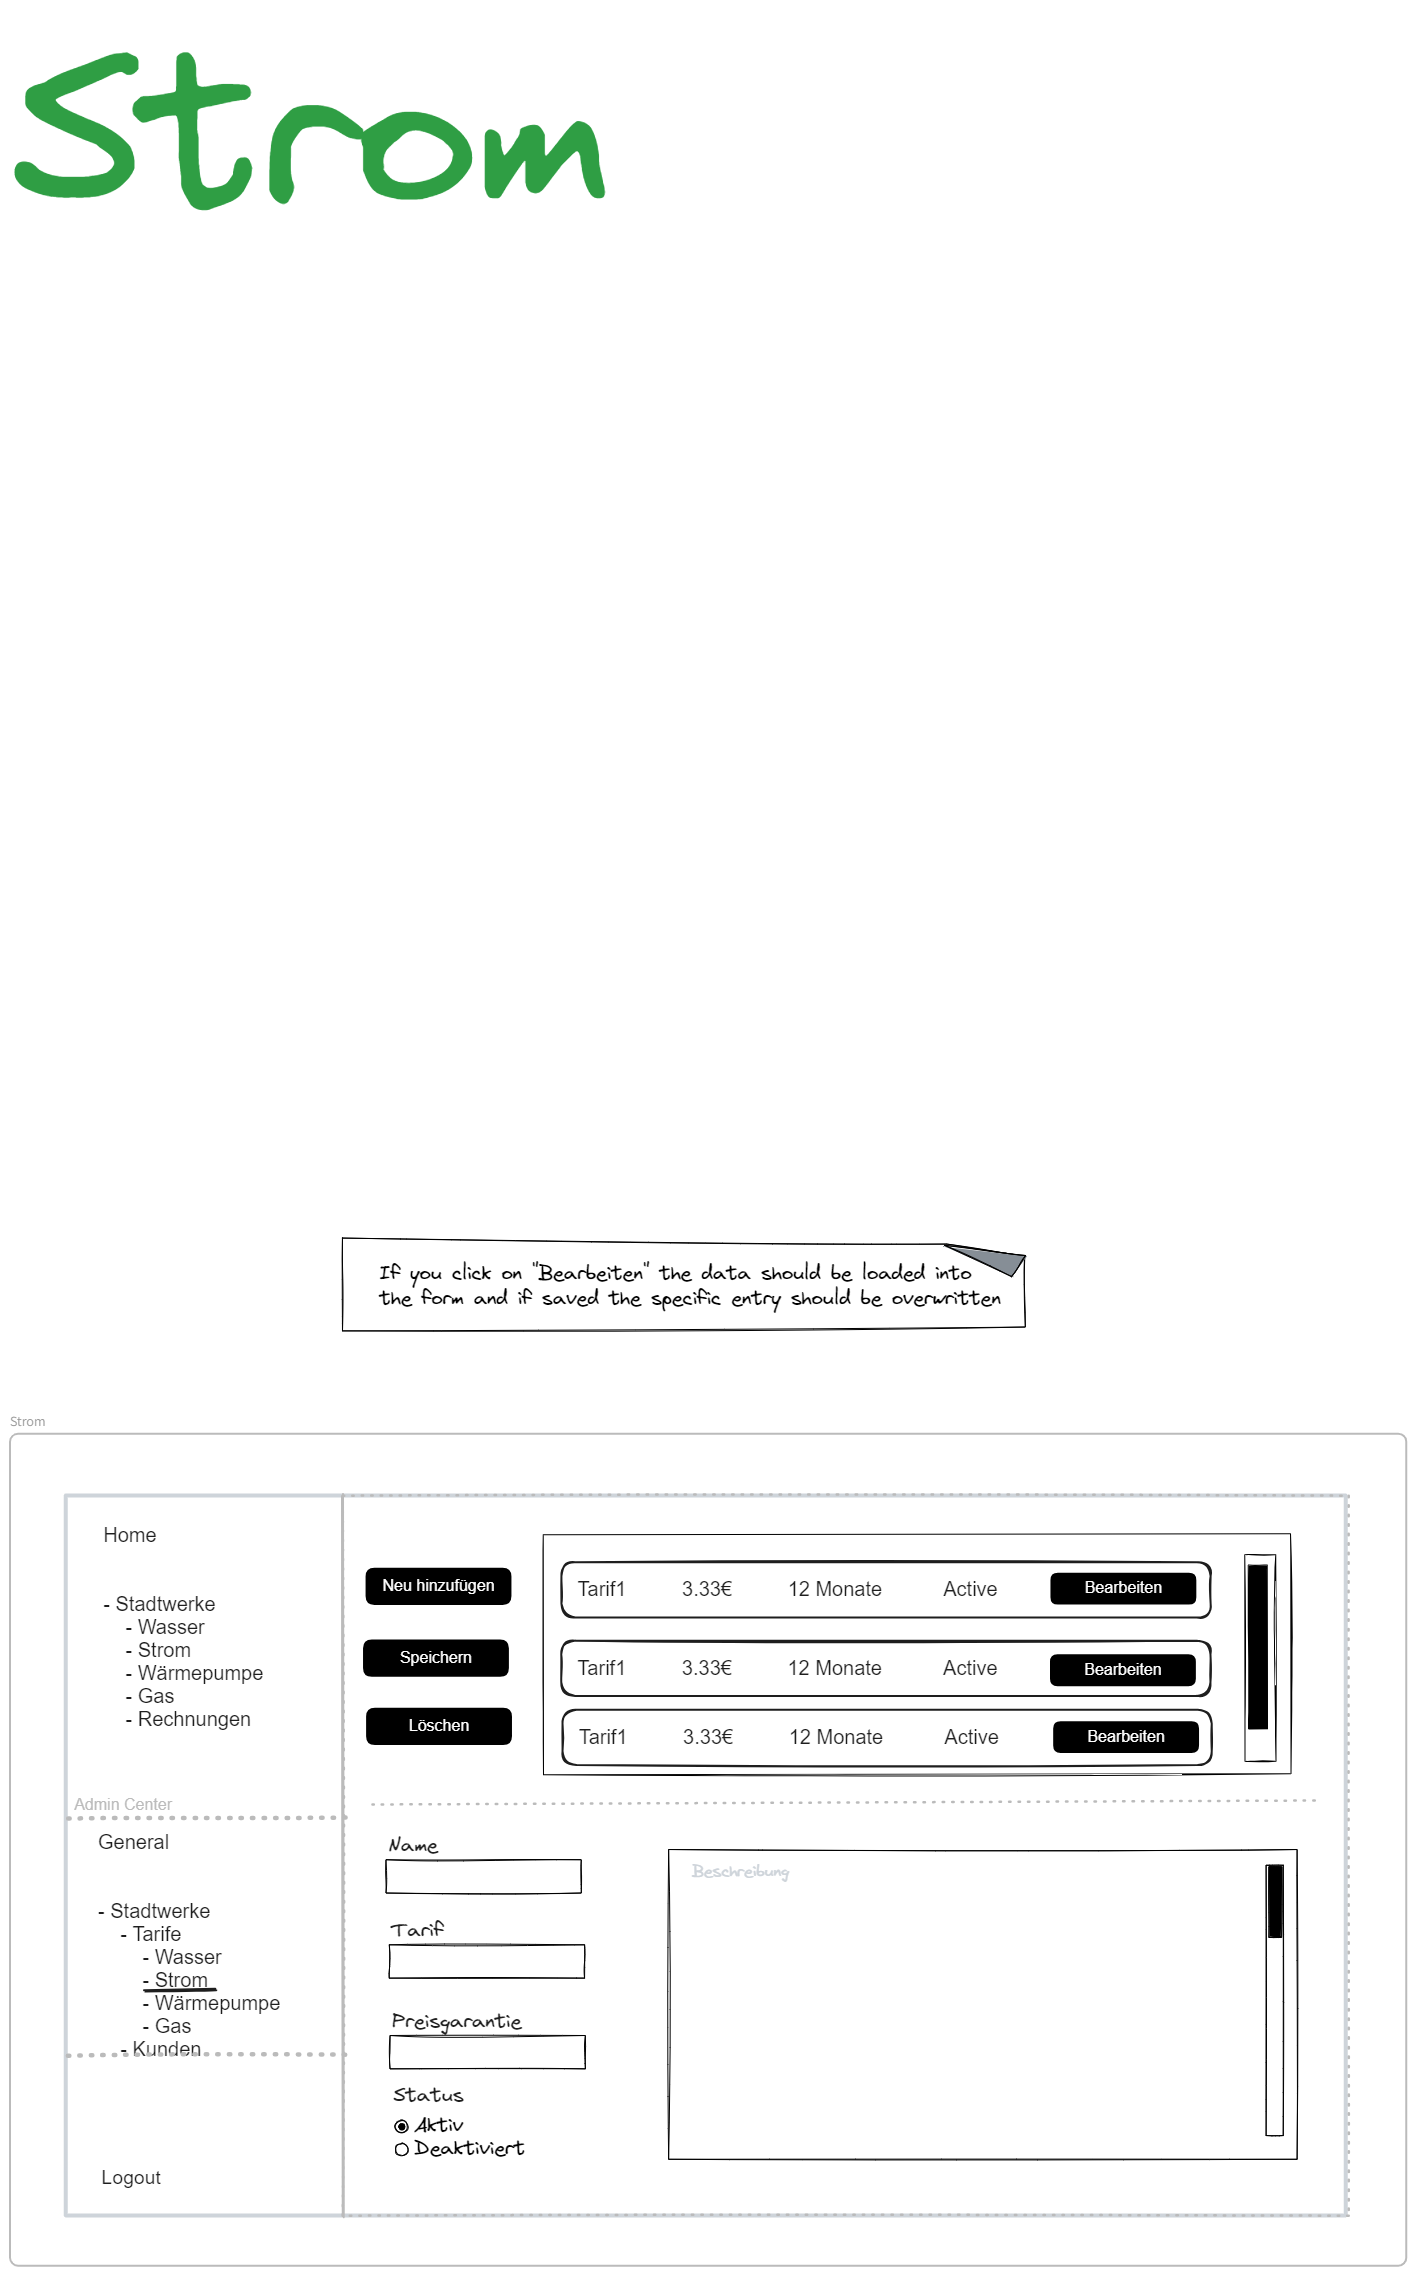 Strom
If you click on "Bearbeiten" the data should be loaded into
the form and if saved the specific entry should be overwritten
Strom
Home
- Stadtwerke
- Wasser
- Strom
- Wärmepumpe
- Gas
- Rechnungen
Admin Center
General
- Stadtwerke
- Tarife
- Wasser
- Strom
- Wärmepumpe
- Gas
- Kunden
Logout
Neu hinzufügen
Speichern
Löschen
Tarif1 3.33€ 12 Monate Active Bearbeiten
Tarif1 3.33€ 12 Monate Active Bearbeiten
Tarif1 3.33€ 12 Monate Active Bearbeiten
Name
Tarif
Preisgarantie
Status
Aktiv
Deaktiviert
Beschreibung